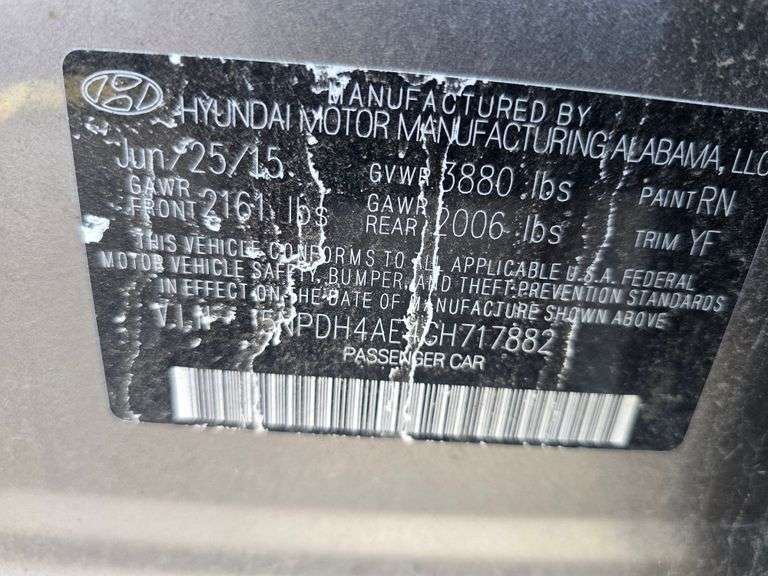 MANUFACTURED BY
HYUNDAI MOTOR MANUFACTURING ALABAMA, LLC
Jun/25/15 GVWR 3880 lbs PAINT RN
GAWR FRONT 2161 lbs GAWR REAR 2006 lbs TRIM YF
THIS VEHICLE CONFORMS TO ALL APPLICABLE U.S.A. FEDERAL
MOTOR VEHICLE SAFETY, BUMPER, AND THEFT PREVENTION STANDARDS
IN EFFECT ON THE DATE OF MANUFACTURE SHOWN ABOVE
V.I.N : 5NPDH4AE4GH717882
PASSENGER CAR